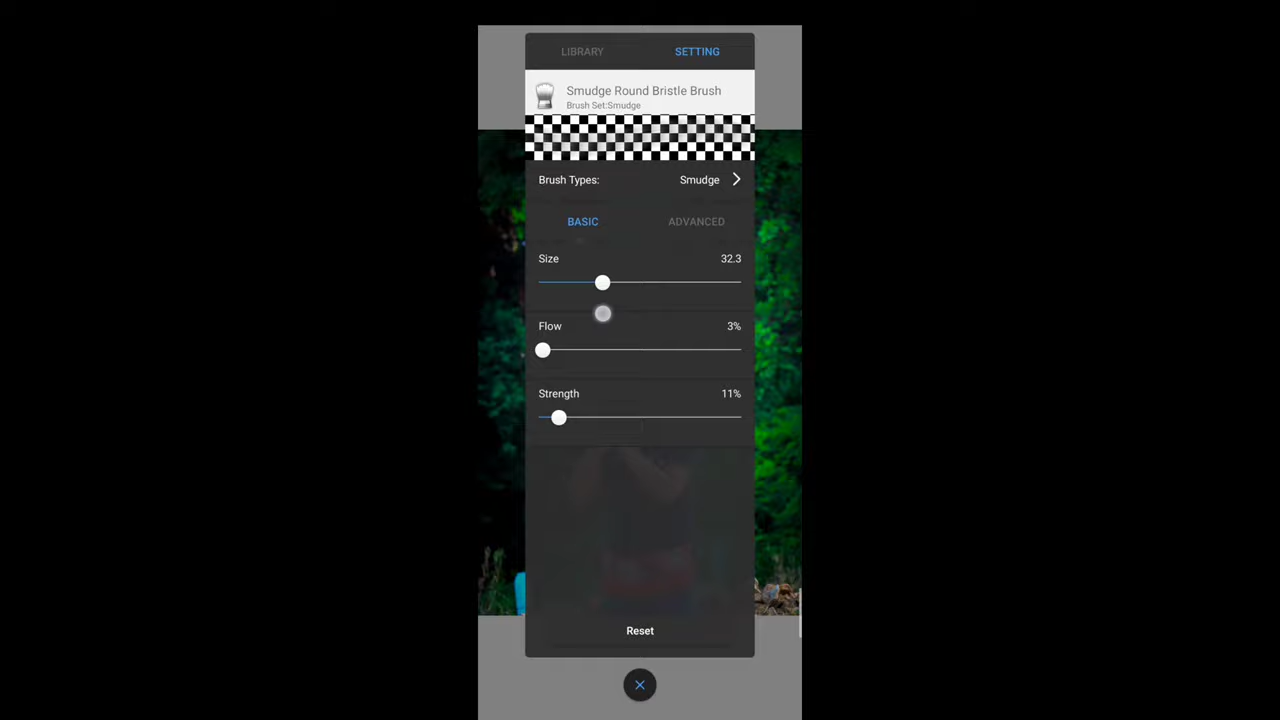 LIBRARY SETTING
Smudge Round Bristle Brush
Brush Set:Smudge
Brush Types: Smudge
BASIC ADVANCED
Size 32.3
Flow 3%
Strength 11%
Reset